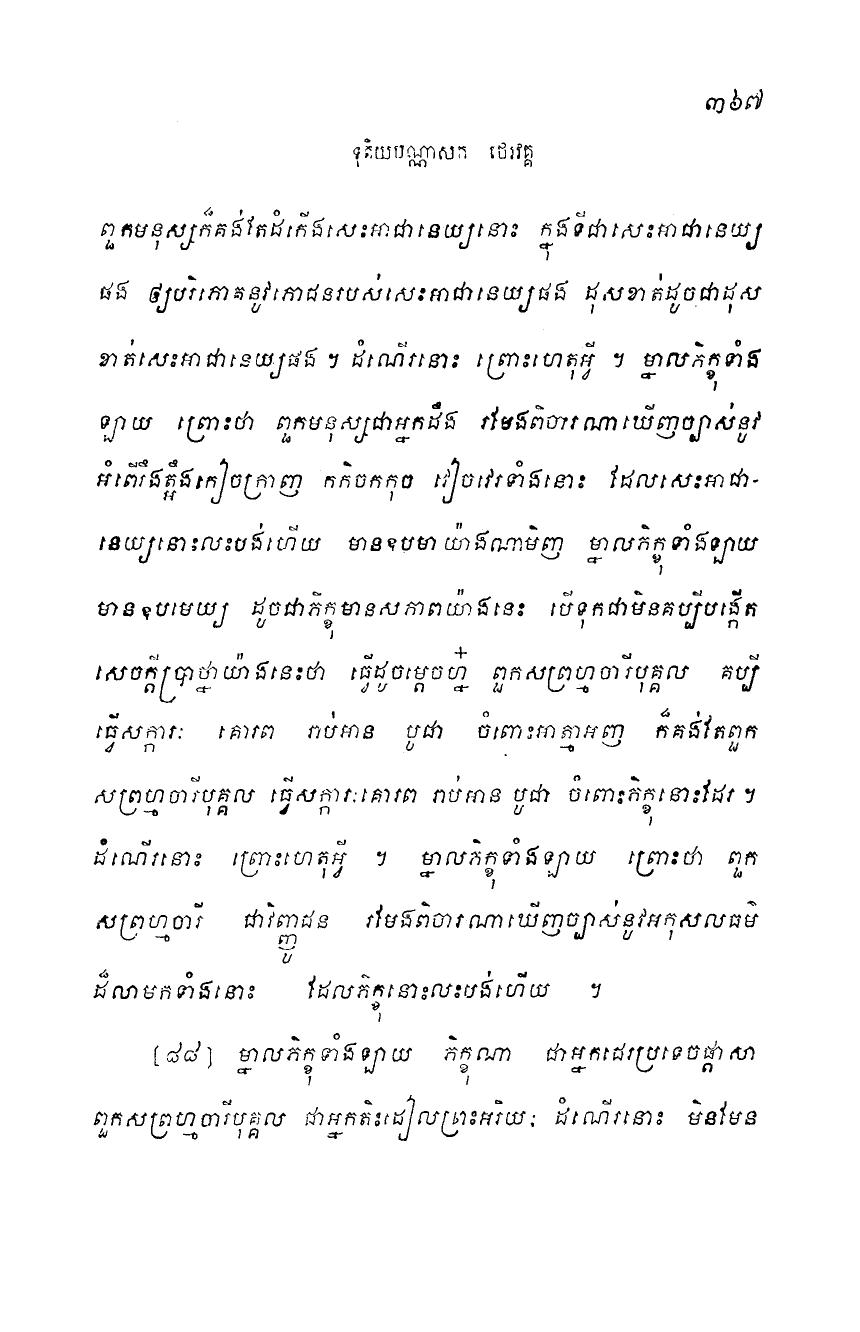 ៣៦៧
ទុតិយបណ្ណាសក ថេរវគ្គ
ពួកមនុស្សក៏គង់តែដំកើងសេះអាជានេយ្យនោះ ក្នុងទីជាសេះអាជានេយ្យ
ផង ឲ្យបរិភោគនូវភោជនរបស់សេះអាជានេយ្យផង ដុសខាត់ដូចជាដុស
ខាត់សេះអាជានេយ្យផង ។ ដំណើរនោះ ព្រោះហេតុអ្វី ។ ម្នាលភិក្ខុទាំង
ឡាយ ព្រោះថា ពួកមនុស្សជាអ្នកដឹង រមែងពិចារណាឃើញច្បាស់នូវ
អំពើរឹងត្អឹងកៀចក្រាញ កកិចកកុច វៀចវេរទាំងនោះ ដែលសេះអាជា-
នេយ្យនោះលះបង់ហើយ មានឧបមាយ៉ាងណាមិញ ម្នាលភិក្ខុទាំងឡាយ
មានឧបមេយ្យ ដូចជាភិក្ខុមានសភាពយ៉ាងនេះ បើទុកជាមិនគប្បីបង្កើត
សេចក្តីប្រាថ្នាយ៉ាងនេះថា ធ្វើដូចម្តេចហ្ន៎ ពួកសព្រហ្មចារីបុគ្គល គប្បី
ធ្វើសក្ការៈ គោរព រាប់អាន បូជា ចំពោះអាត្មាអញ ក៏គង់តែពួក
សព្រហ្មចារីបុគ្គល ធ្វើសក្ការៈគោរព រាប់អាន បូជា ចំពោះភិក្ខុនោះដែរ ។
ដំណើរនោះ ព្រោះហេតុអ្វី ។ ម្នាលភិក្ខុទាំងឡាយ ព្រោះថា ពួក
សព្រហ្មចារី ជាវិញ្ញូជន រមែងពិចារណាឃើញច្បាស់នូវអកុសលធម៌
ដ៏លាមកទាំងនោះ ដែលភិក្ខុនោះលះបង់ហើយ ។
[៨៨] ម្នាលភិក្ខុទាំងឡាយ ភិក្ខុណា ជាអ្នកជេរប្រទេចផ្តាសា
ពួកសព្រហ្មចារីបុគ្គល ជាអ្នកតិះដៀលព្រះអរិយៈ ដំណើរនោះ មិនមែន